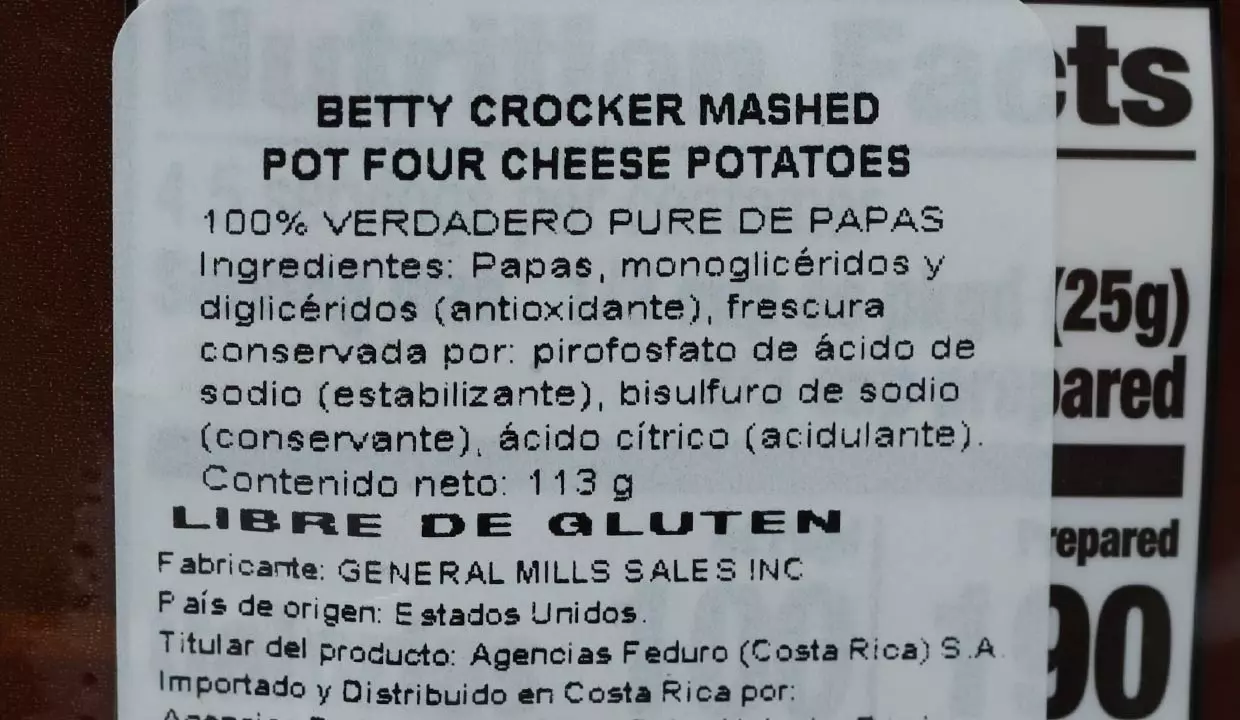 BETTY CROCKER MASHED
POT FOUR CHEESE POTATOES
100% VERDADERO PURE DE PAPAS
Ingredientes: Papas, monoglicéridos y
diglicéridos (antioxidante), frescura
conservada por: pirofosfato de ácido de
sodio (estabilizante), bisulfuro de sodio
(conservante), ácido cítrico (acidulante).
Contenido neto: 113 g
LIBRE DE GLUTEN
Fabricante: GENERAL MILLS SALES INC
País de origen: Estados Unidos.
Titular del producto: Agencias Feduro (Costa Rica) S.A.
Importado y Distribuido en Costa Rica por:
cts
(25g)
pared
repared
90